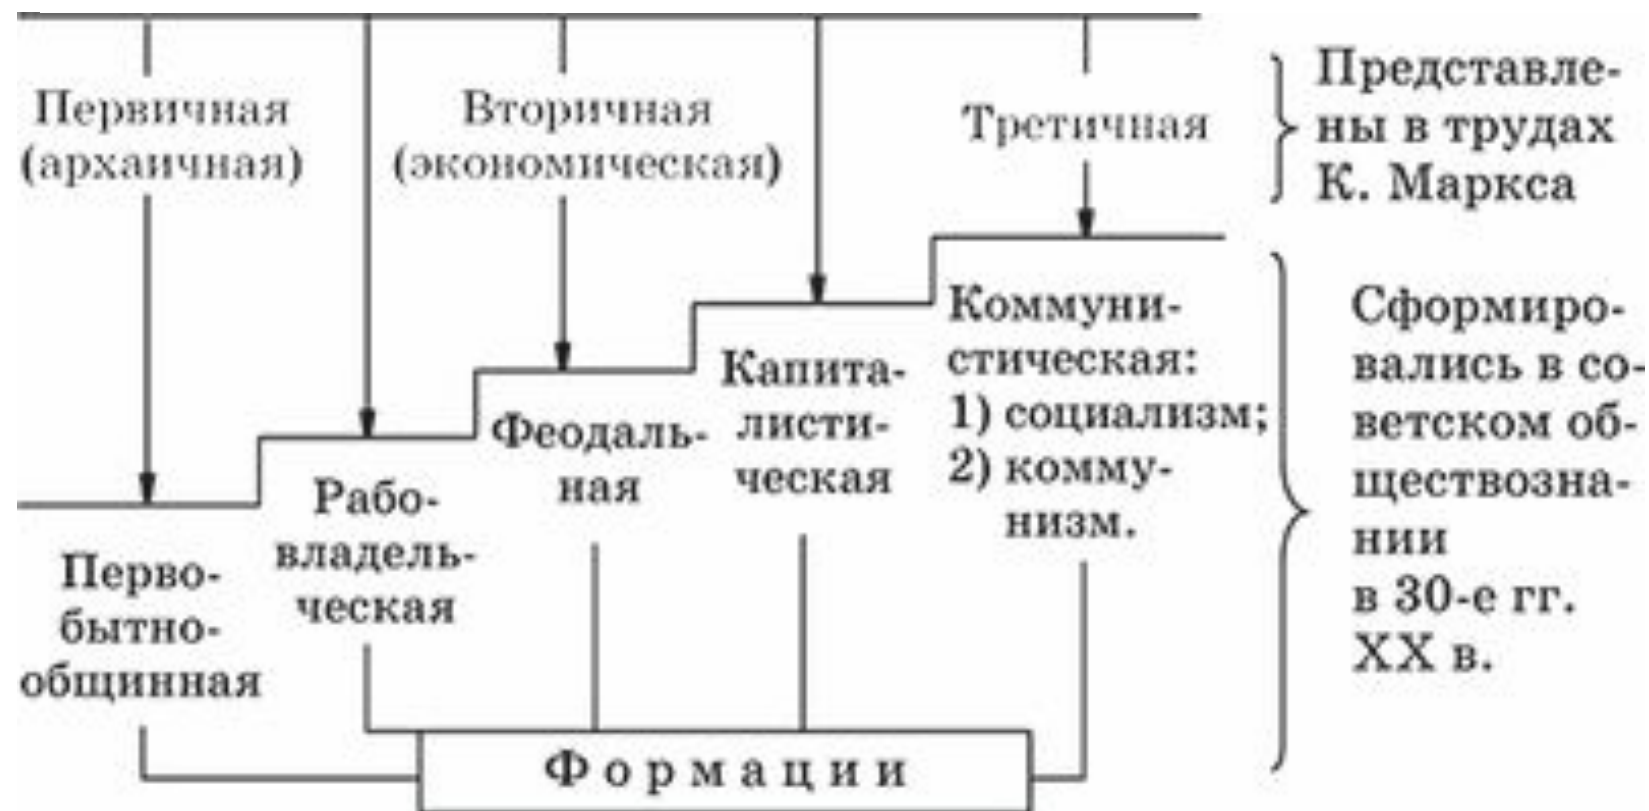 Первичная
(архаичная)
Вторичная
(экономическая)
Третичная
Представле-
ны в трудах
К. Маркса
Перво-
бытно-
общинная
Рабо-
владель-
ческая
Феодаль-
ная
Капита-
листи-
ческая
Коммуни-
стическая:
1) социализм;
2) комму-
низм.
Сформиро-
вались в со-
ветском об-
ществозна-
нии
в 30-е гг.
XX в.
Формации